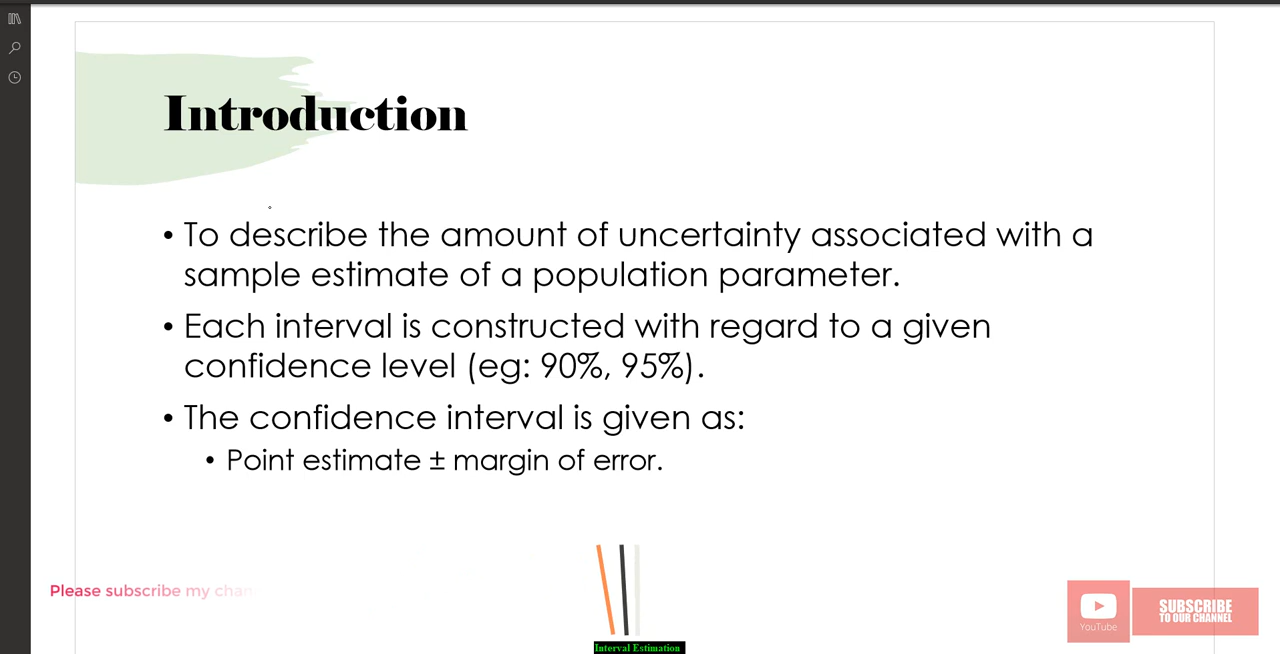 Introduction
• To describe the amount of uncertainty associated with a
sample estimate of a population parameter.
• Each interval is constructed with regard to a given
confidence level (eg: 90%, 95%).
• The confidence interval is given as:
• Point estimate ± margin of error.
Please subscribe my chan
YouTube
SUBSCRIBE
TO OUR CHANNEL
Interval Estimation